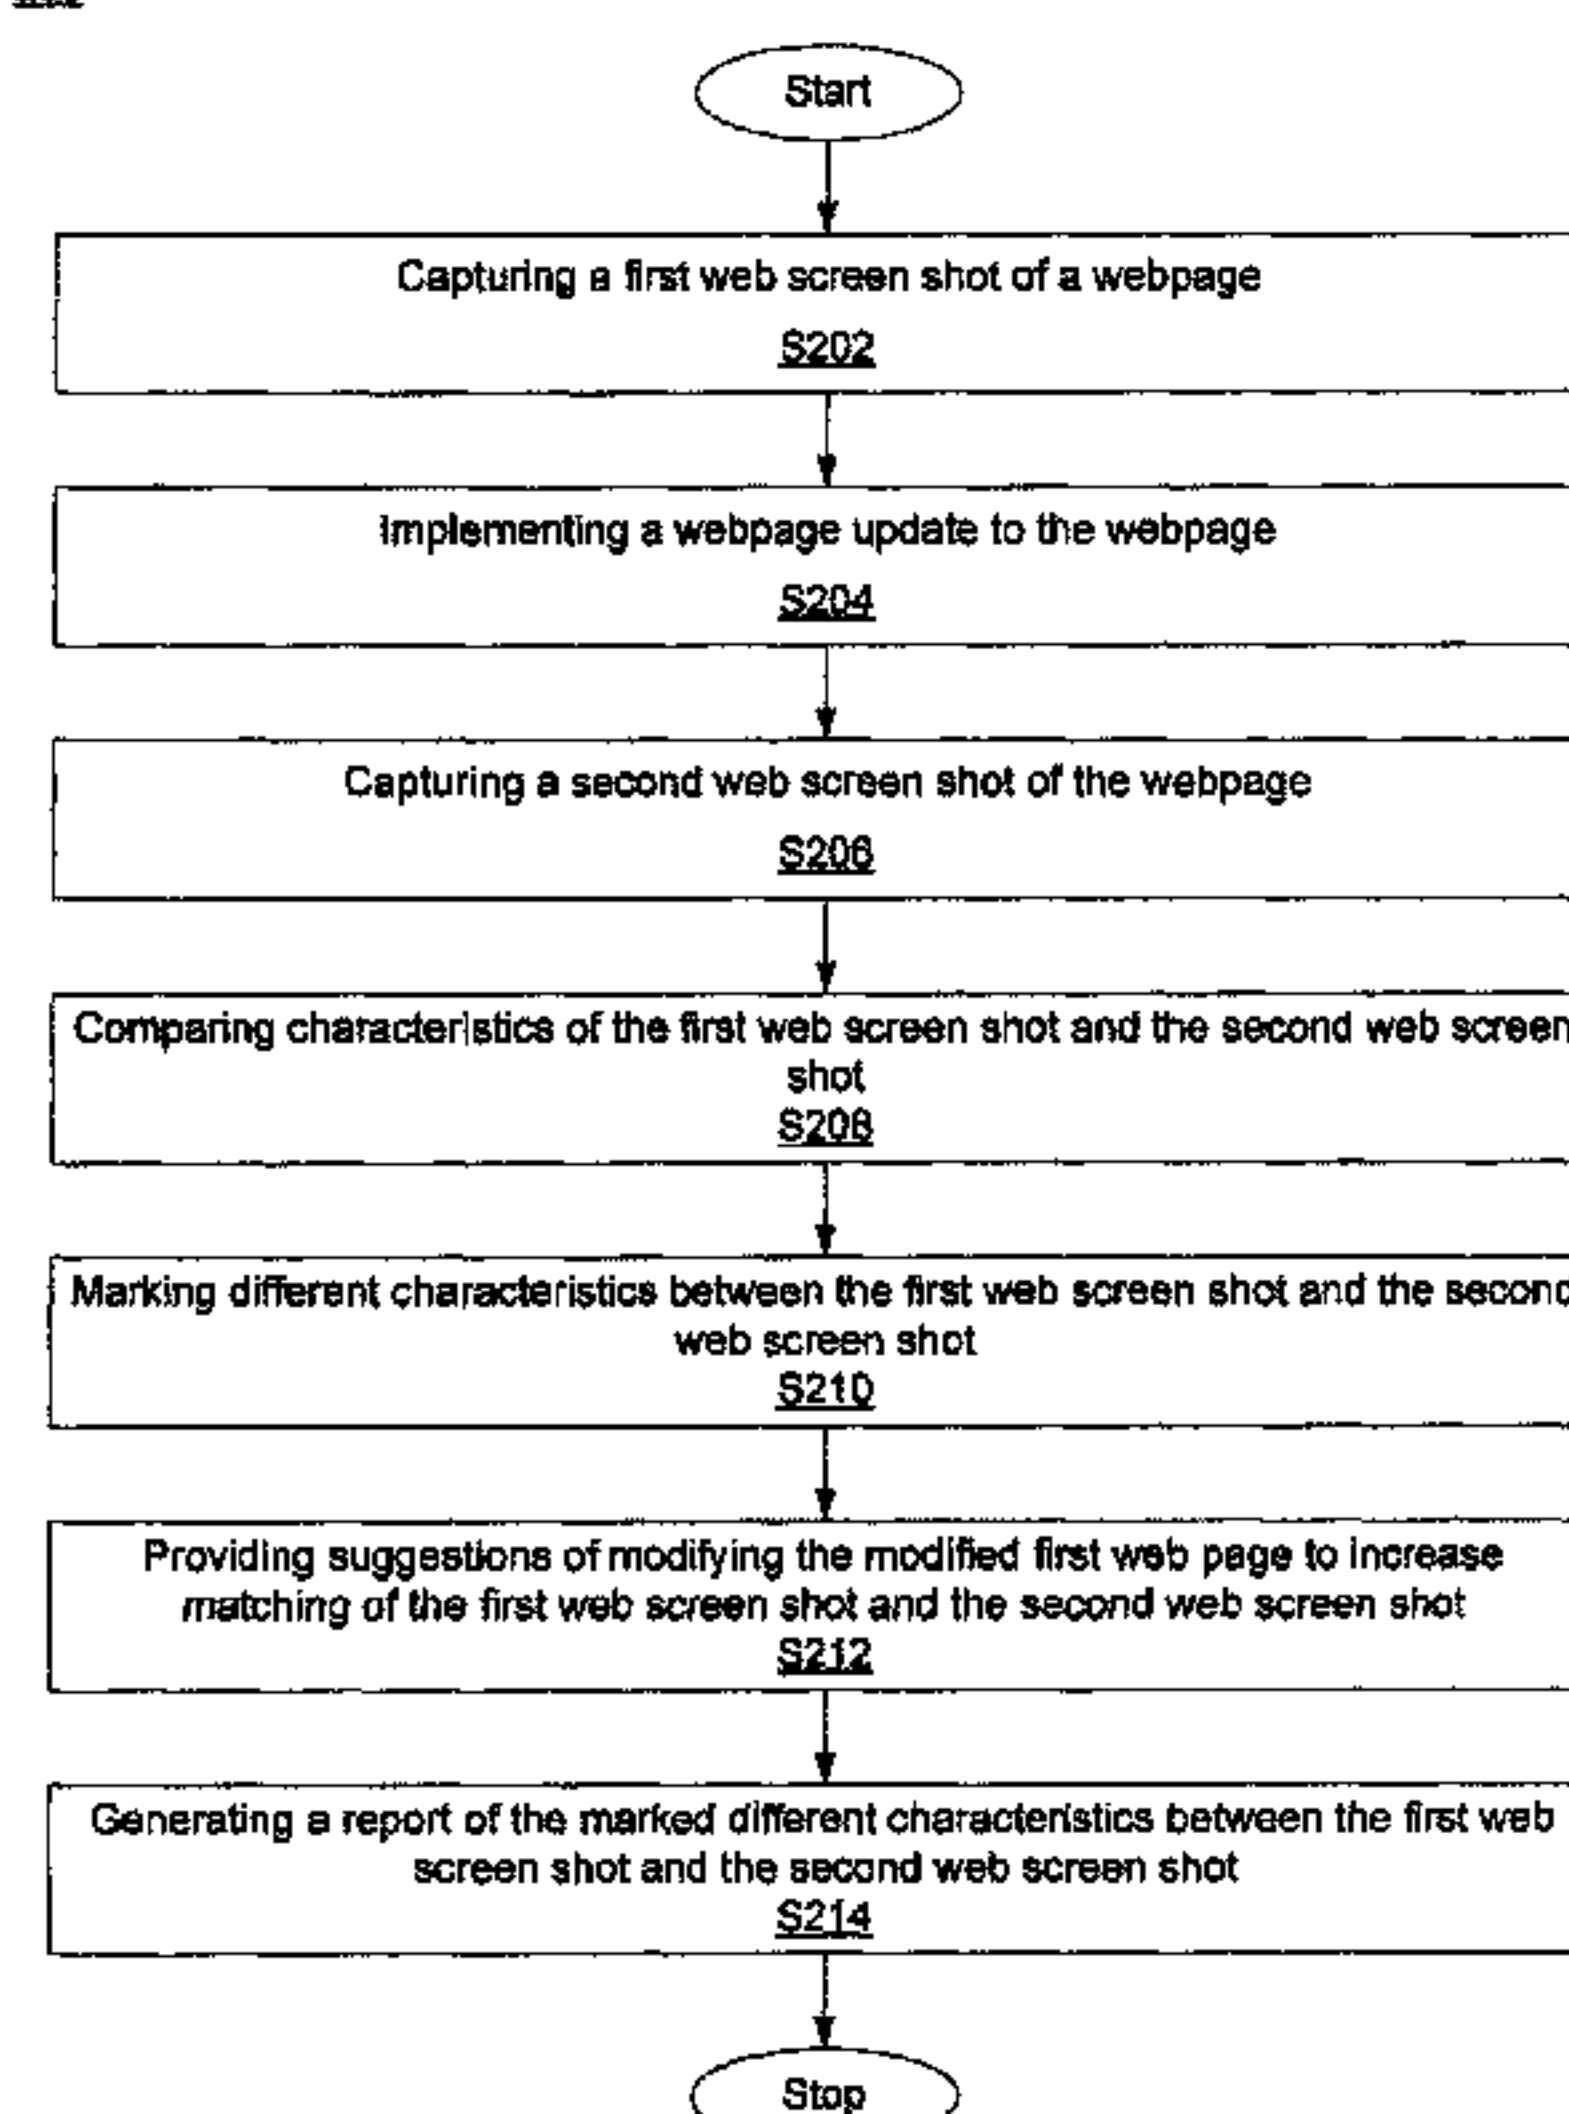 Start
Capturing a first web screen shot of a webpage
S202
Implementing a webpage update to the webpage
S204
Capturing a second web screen shot of the webpage
S206
Comparing characteristics of the first web screen shot and the second web screen
shot
S208
Marking different characteristics between the first web screen shot and the second
web screen shot
S210
Providing suggestions of modifying the modified first web page to increase
matching of the first web screen shot and the second web screen shot
S212
Generating a report of the marked different characteristics between the first web
screen shot and the second web screen shot
S214
Stop